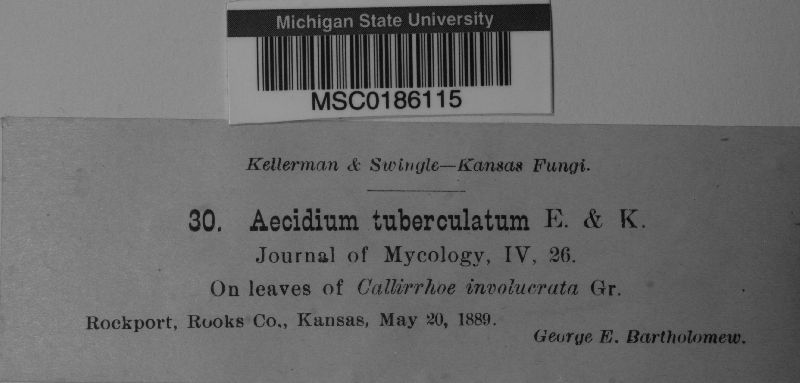 Michigan State University
MSC0186115
Kellerman & Swingle—Kansas Fungi.
30. Aecidium tuberculatum E. & K.
Journal of Mycology, IV, 26.
On leaves of Callirrhoe involucrata Gr.
Rockport, Rooks Co., Kansas, May 20, 1889.
George E. Bartholomew.